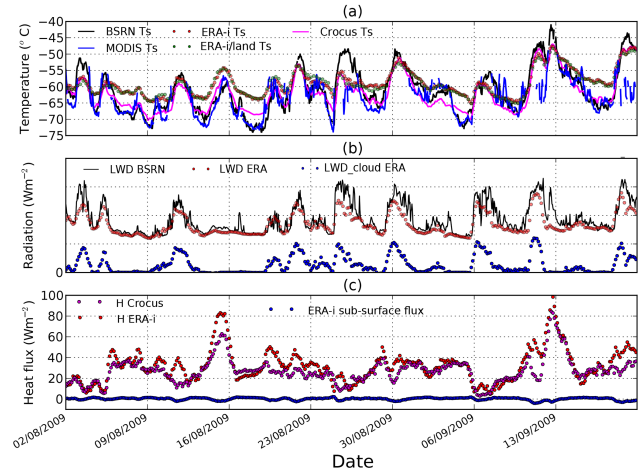 (a)
BSRN Ts
ERA-i Ts
Crocus Ts
MODIS Ts
ERA-i/land Ts
Temperature(° C)
−40
−45
−50
−55
−60
−65
−70
−75
(b)
LWD BSRN
LWD ERA
LWD_cloud ERA
Radiation (Wm⁻²)
0
(c)
H Crocus
H ERA-i
ERA-i sub-surface flux
Heat flux (Wm⁻²)
100
80
60
40
20
0
02/08/2009
09/08/2009
16/08/2009
23/08/2009
30/08/2009
06/09/2009
13/09/2009
Date